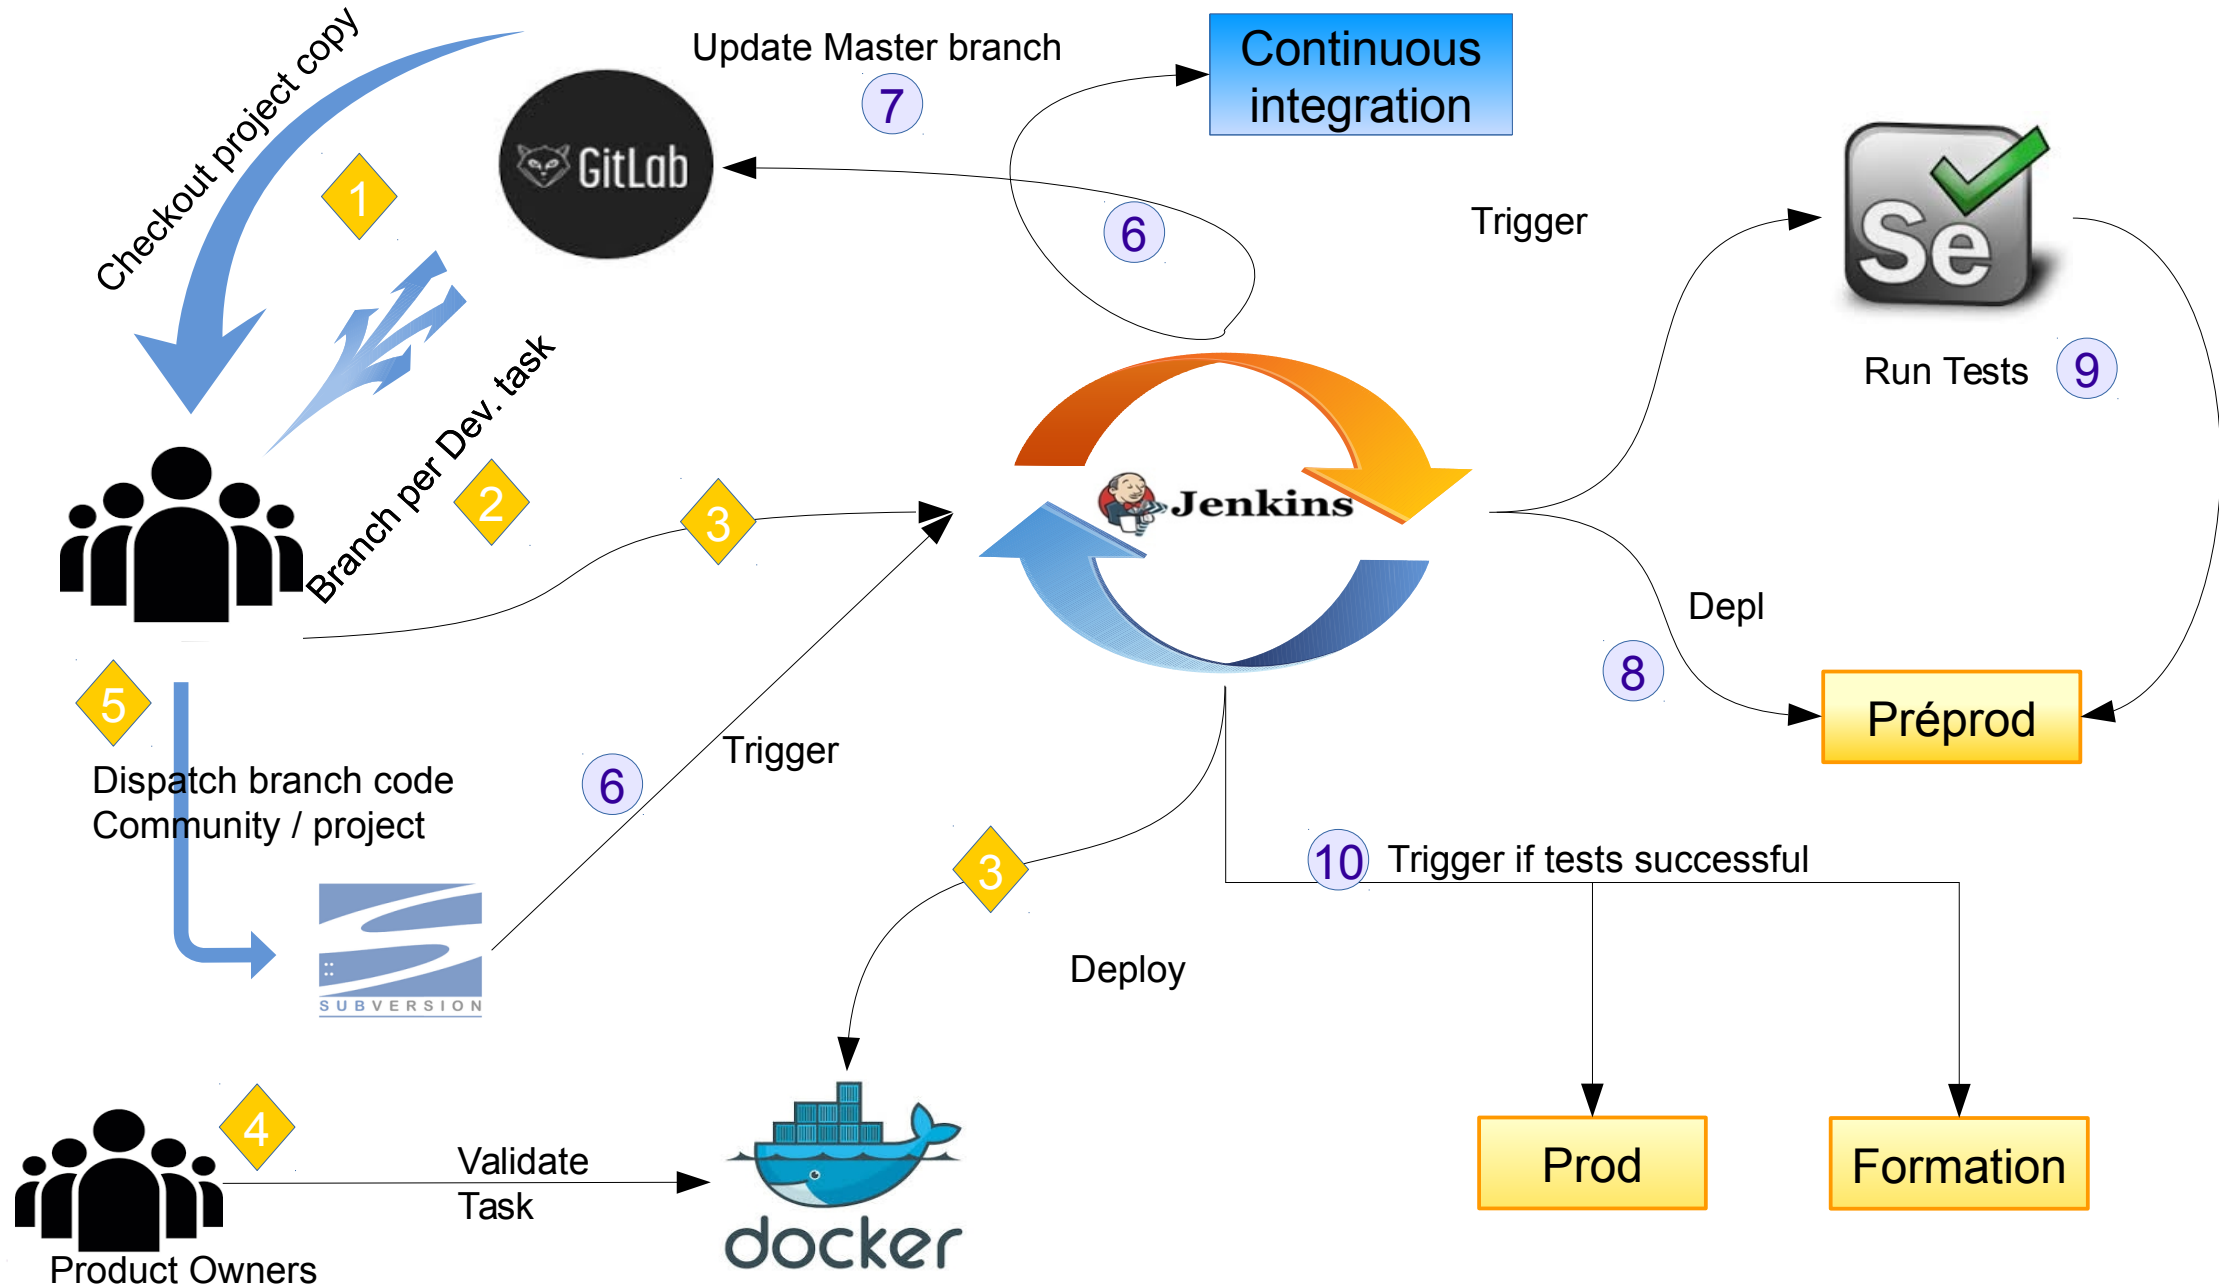 Checkout project copy
Update Master branch
7
Continuous
integration
1
GitLab
6
Trigger
Se
Run Tests
9
Branch per Dev. task
2
3
Jenkins
Depl
8
5
Préprod
Trigger
6
Dispatch branch code
Community / project
3
10
Trigger if tests successful
Deploy
SUBVERSION
4
Validate
Task
Prod
Formation
docker
Product Owners